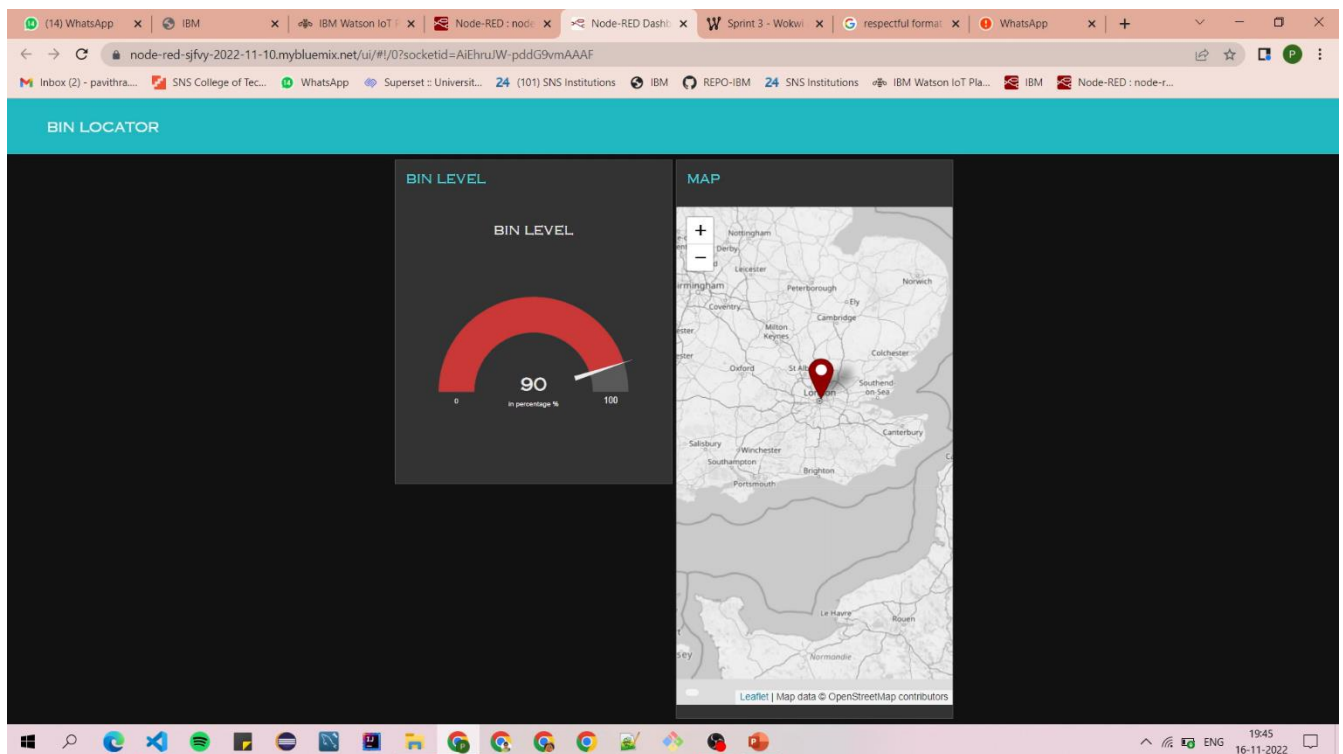 (14) WhatsApp
IBM
IBM Watson IoT P
Node-RED : node
Node-RED Dashb
Sprint 3 - Wokwi
respectful format
WhatsApp
node-red-sjfvy-2022-11-10.mybluemix.net/ui/#!/0?socketid=AiEhruJW-pddG9vmAAAF
P
Inbox (2) - pavithra....
SNS College of Tec...
WhatsApp
Superset :: Universit...
24 (101) SNS Institutions
IBM
REPO-IBM
24 SNS Institutions
IBM Watson IoT Pla...
IBM
Node-RED : node-r...
BIN LOCATOR
BIN LEVEL
BIN LEVEL
90
in percentage %
0
100
MAP
+
−
Nottingham
Derby
Leicester
Norwich
Peterborough
rmingham
Ely
Coventry
Cambridge
Milton
Keynes
Colchester
Oxford
St Alb
Southend
on-Sea
London
Canterbury
Salisbury
Winchester
Southampton
Brighton
Portsmouth
Le Havre
Rouen
Normandie
sey
Leaflet | Map data © OpenStreetMap contributors
ENG
19:45
16-11-2022